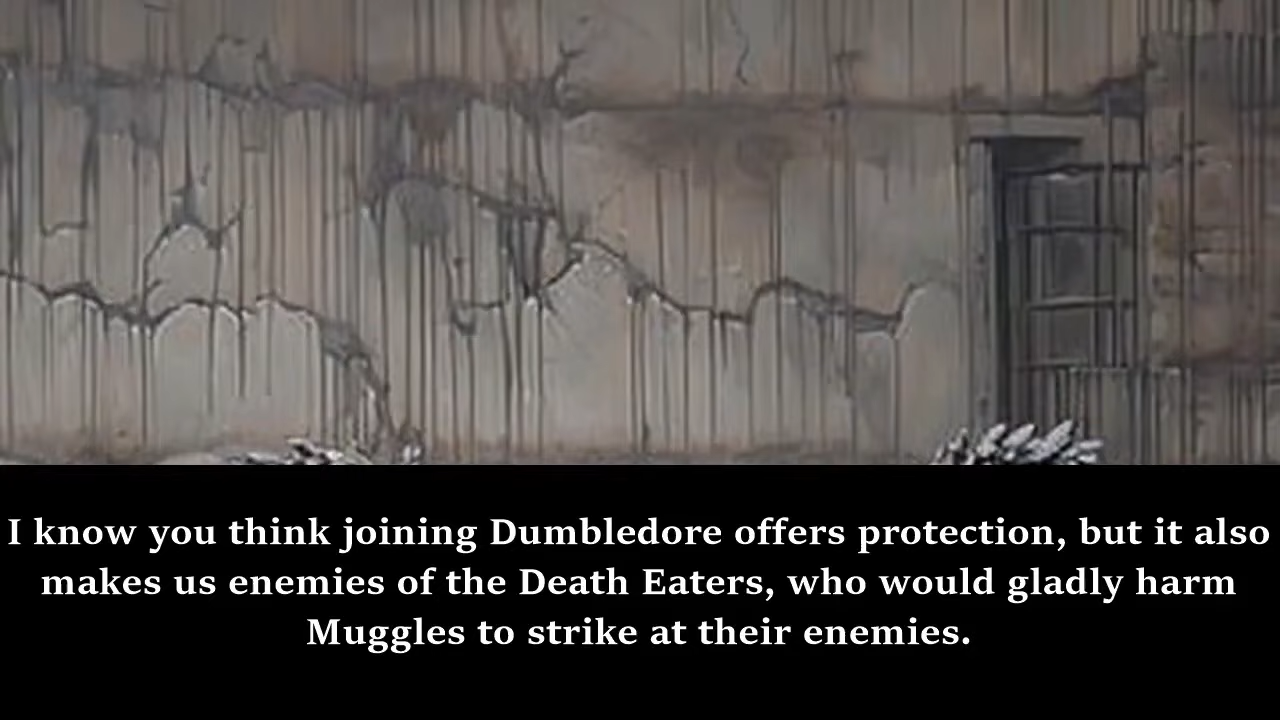 I know you think joining Dumbledore offers protection, but it also
makes us enemies of the Death Eaters, who would gladly harm
Muggles to strike at their enemies.